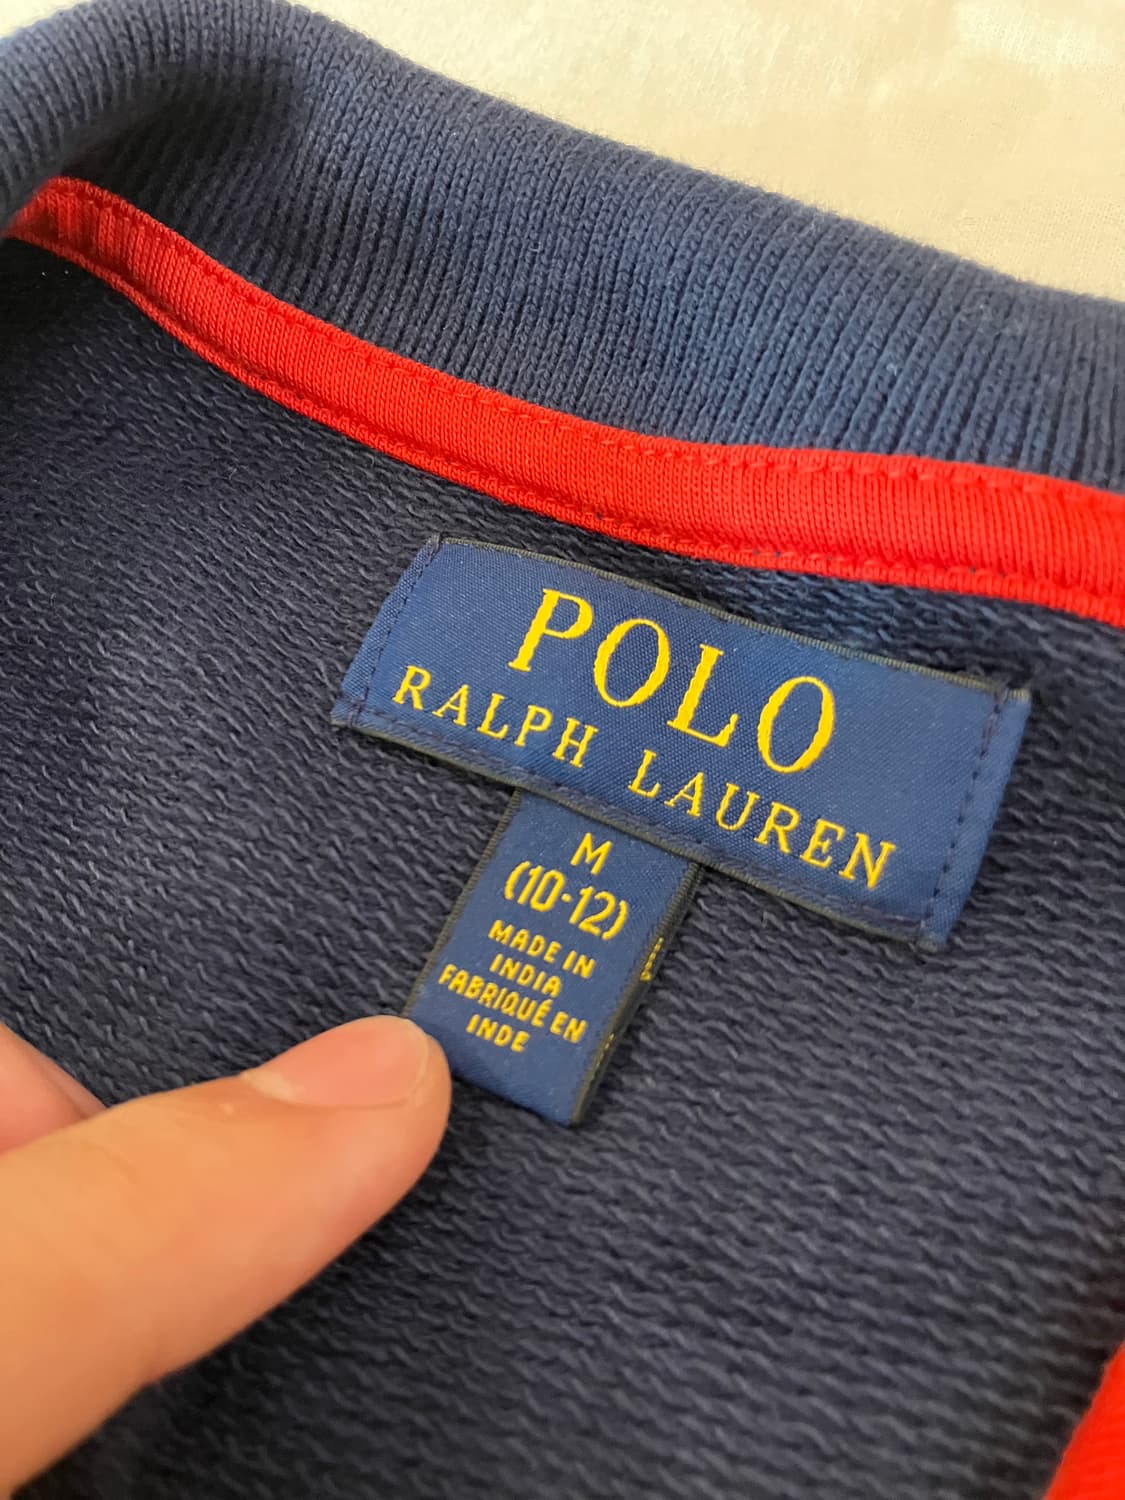 POLO
RALPH LAUREN
M
(10-12)
MADE IN
INDIA
FABRIQUÉ EN
INDE